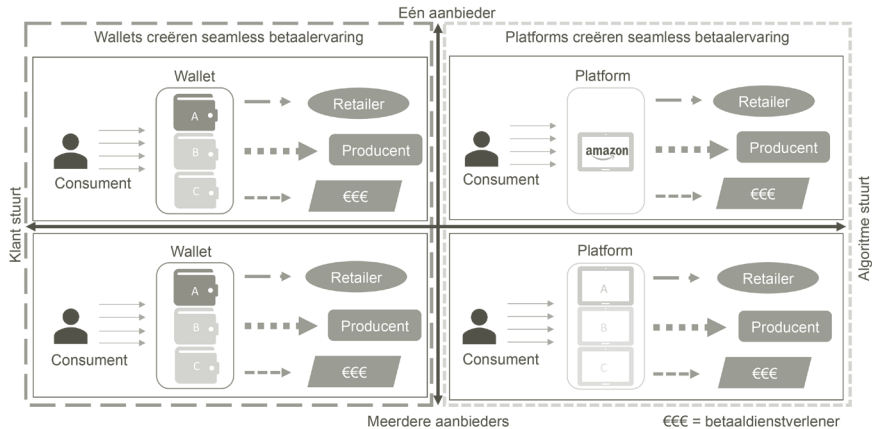 Eén aanbieder
Wallets creëren seamless betaalervaring
Platforms creëren seamless betaalervaring
Klant stuurt
Algoritme stuurt
Wallet
A
B
C
Consument
Retailer
Producent
€€€
Platform
amazon
Consument
Retailer
Producent
€€€
Wallet
A
B
C
Consument
Retailer
Producent
€€€
Platform
A
B
C
Consument
Retailer
Producent
€€€
Meerdere aanbieders
€€€ = betaaldienstverlener